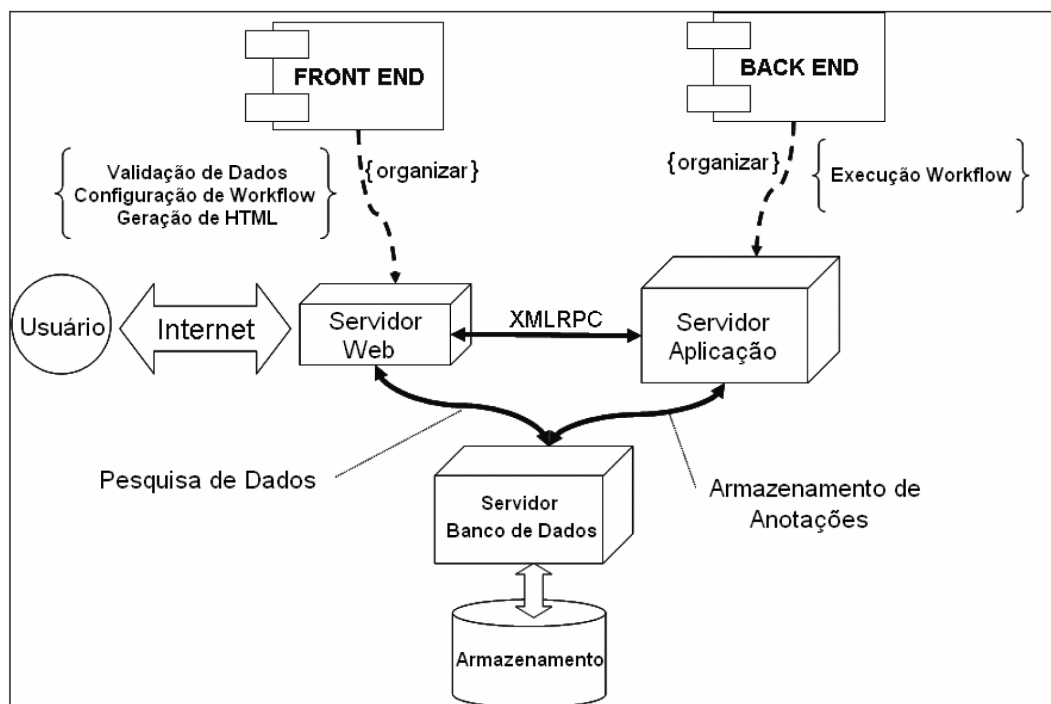 FRONT END
BACK END
Validação de Dados
Configuração de Workflow
Geração de HTML
{organizar}
{organizar}
Execução Workflow
Usuário
Internet
Servidor
Web
XMLRPC
Servidor
Aplicação
Pesquisa de Dados
Servidor
Banco de Dados
Armazenamento de
Anotações
Armazenamento